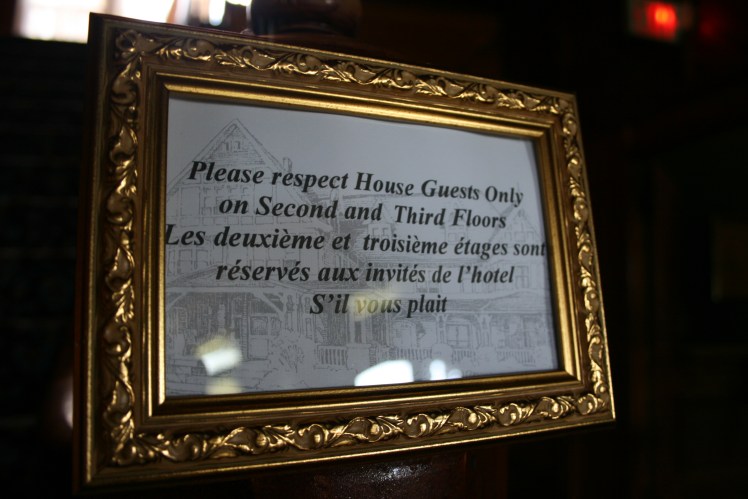 Please respect House Guests Only
on Second and Third Floors
Les deuxième et troisième étages sont
réservés aux invités de l'hotel
S'il vous plait